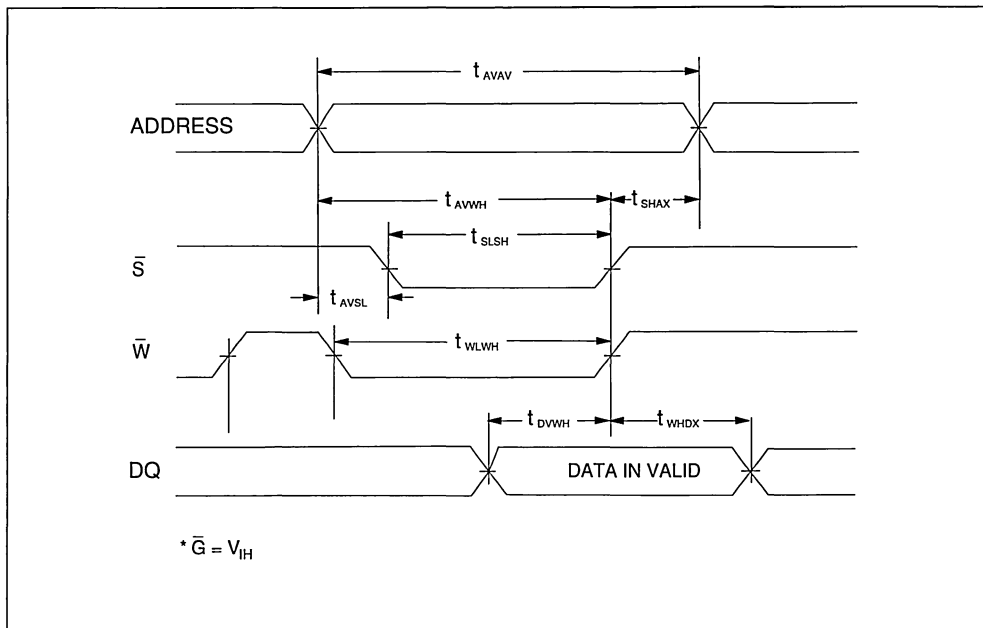 t AVAV
ADDRESS
t AVWH
t SHAX
t SLSH
S̄
t AVSL
W̄
t WLWH
t DVWH
t WHDX
DQ
DATA IN VALID
* Ḡ = VIH